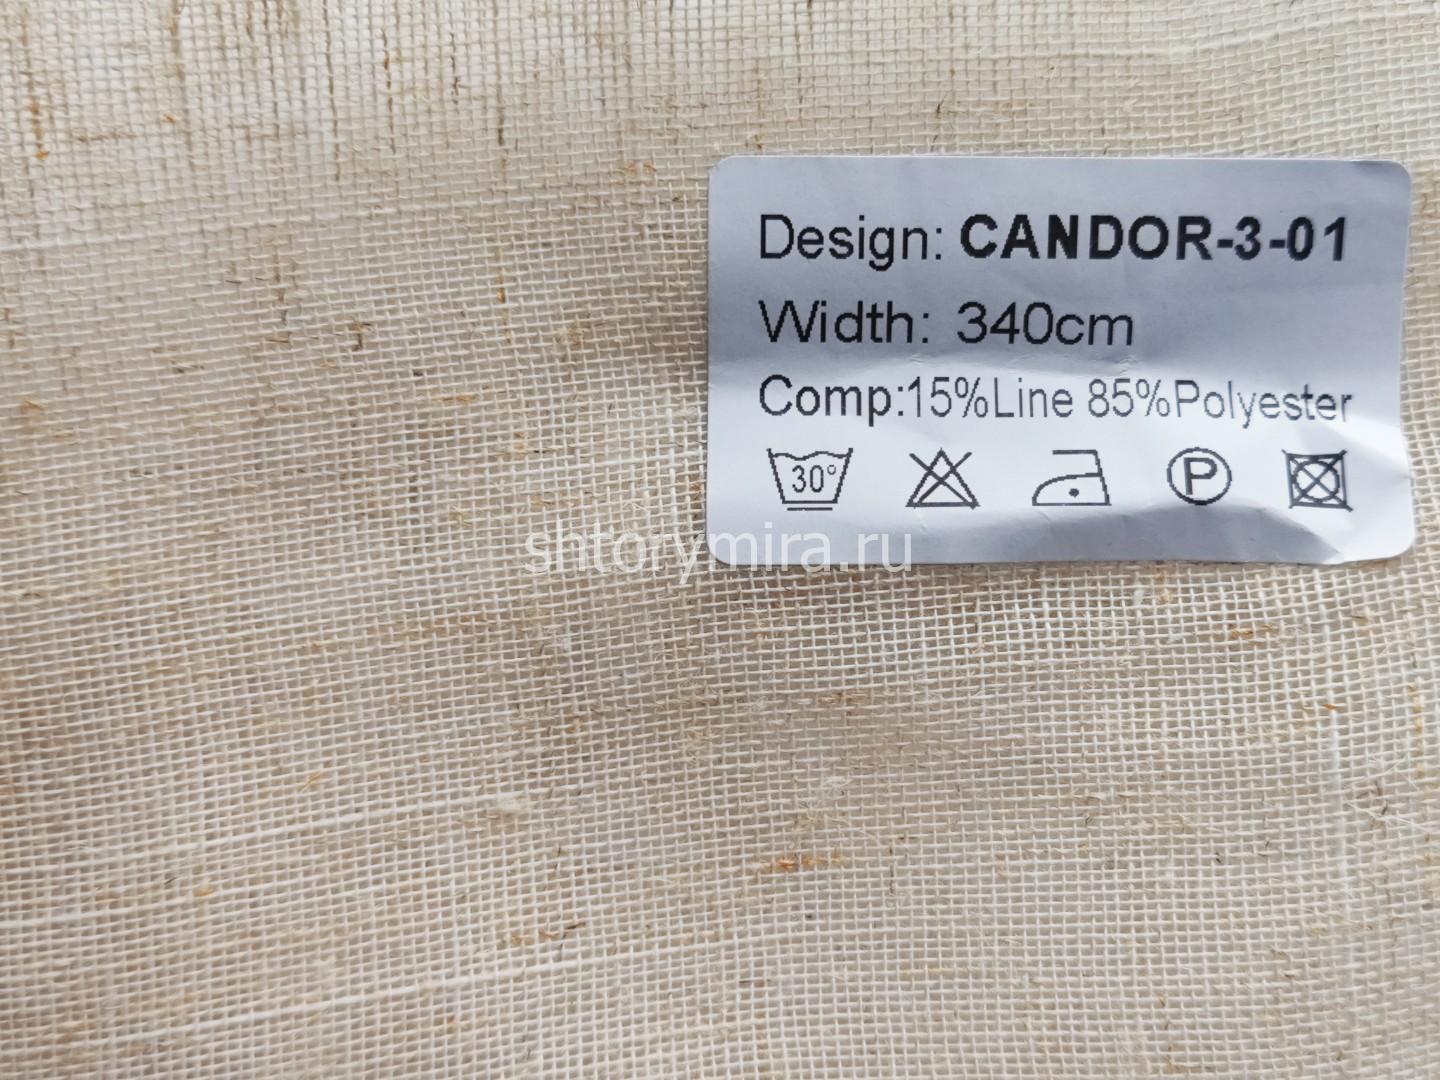 Design: CANDOR-3-01
Width: 340cm
Comp:15%Line 85%Polyester
30° P
shtorymira.ru